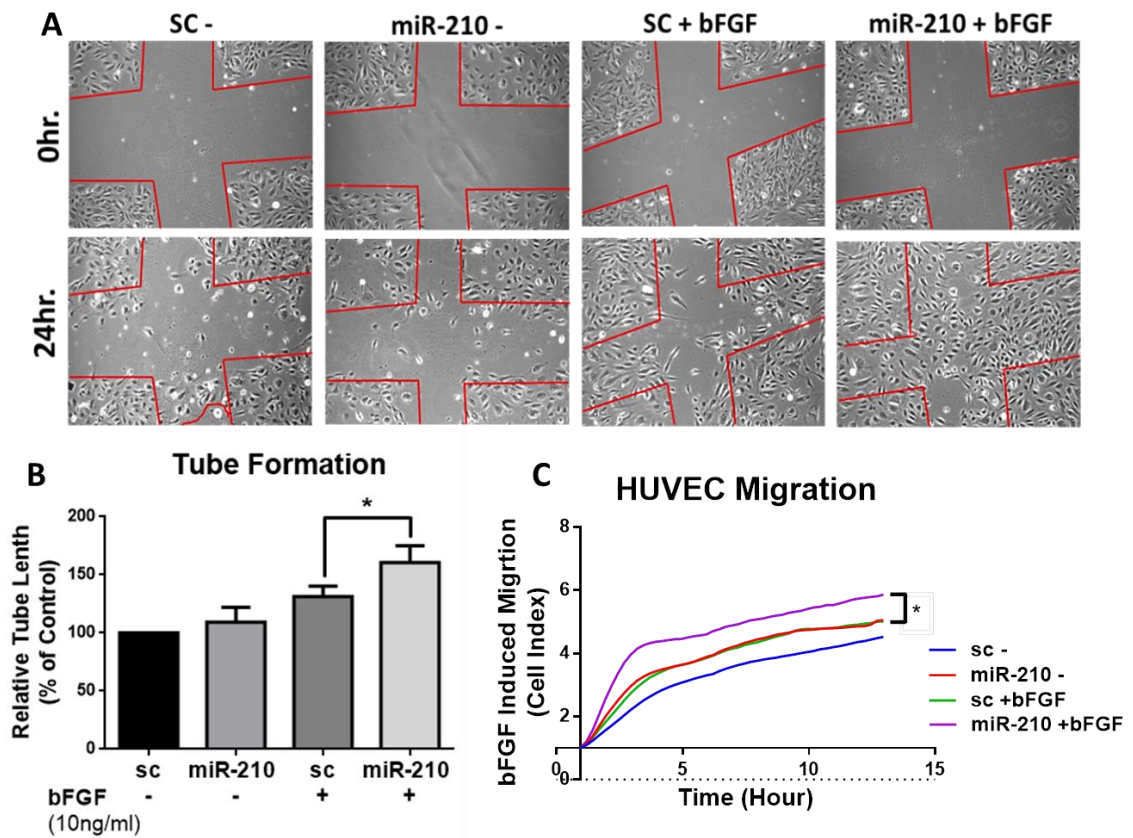 A
SC -
miR-210 -
SC + bFGF
miR-210 + bFGF
0hr.
24hr.
B
Tube Formation
Relative Tube Lenth
(% of Control)
200
150
100
50
0
*
sc
miR-210
sc
miR-210
bFGF
-
-
+
+
(10ng/ml)
C
HUVEC Migration
bFGF Induced Migrtion
(Cell Index)
8
6
4
2
0
0
5
10
15
Time (Hour)
*
sc -
miR-210 -
sc +bFGF
miR-210 +bFGF